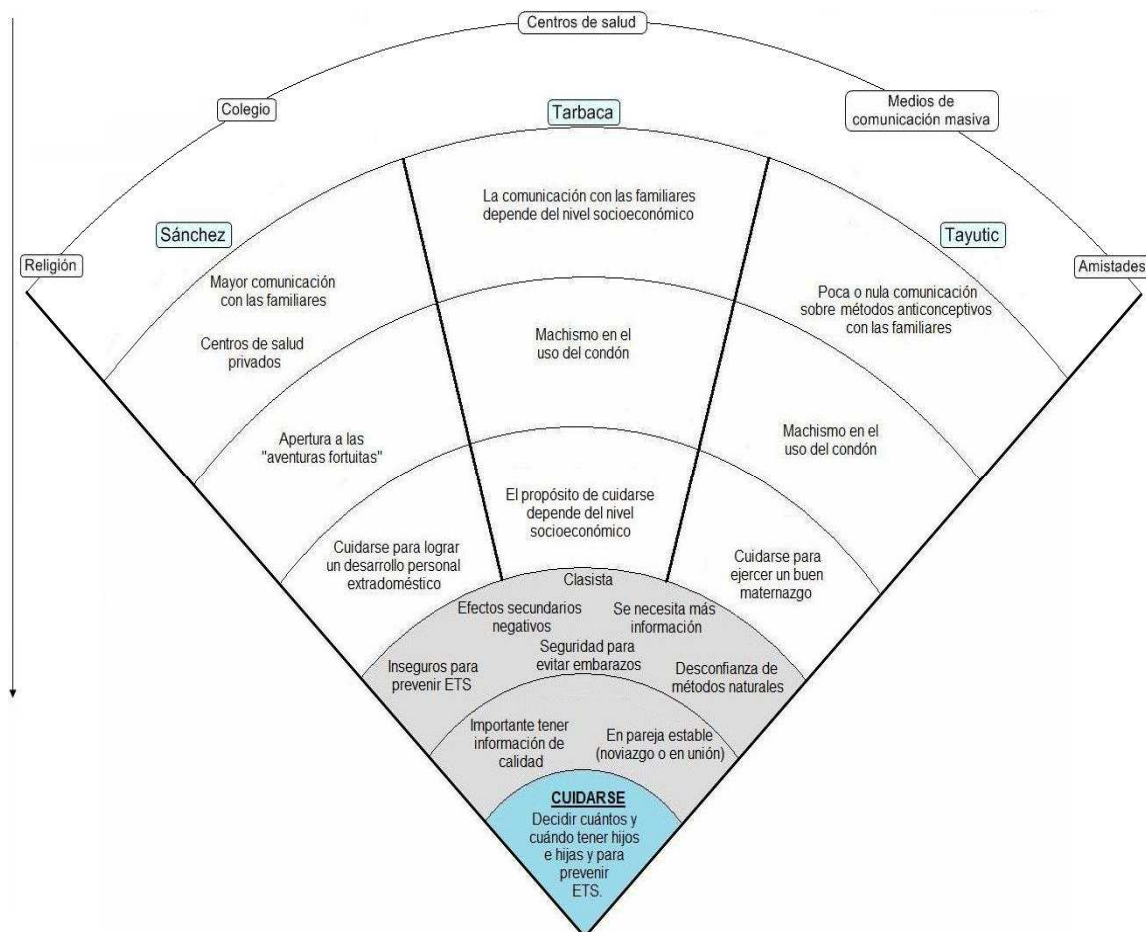 Centros de salud
Colegio
Medios de
comunicación masiva
Tarbaca
Sánchez
Tayutic
Religión
Amistades
La comunicación con las familiares
depende del nivel socioeconómico
Mayor comunicación
con las familiares
Centros de salud
privados
Poca o nula comunicación
sobre métodos anticonceptivos
con las familiares
Machismo en el
uso del condón
Apertura a las
"aventuras fortuitas"
Machismo en el
uso del condón
El propósito de cuidarse
depende del nivel
socioeconómico
Cuidarse para lograr
un desarrollo personal
extradoméstico
Cuidarse para
ejercer un buen
maternazgo
Clasista
Efectos secundarios
negativos
Se necesita más
información
Seguridad para
evitar embarazos
Inseguros para
prevenir ETS
Desconfianza de
métodos naturales
Importante tener
información de
calidad
En pareja estable
(noviazgo o en unión)
CUIDARSE
Decidir cuántos y
cuándo tener hijos
e hijas y para
prevenir
ETS.